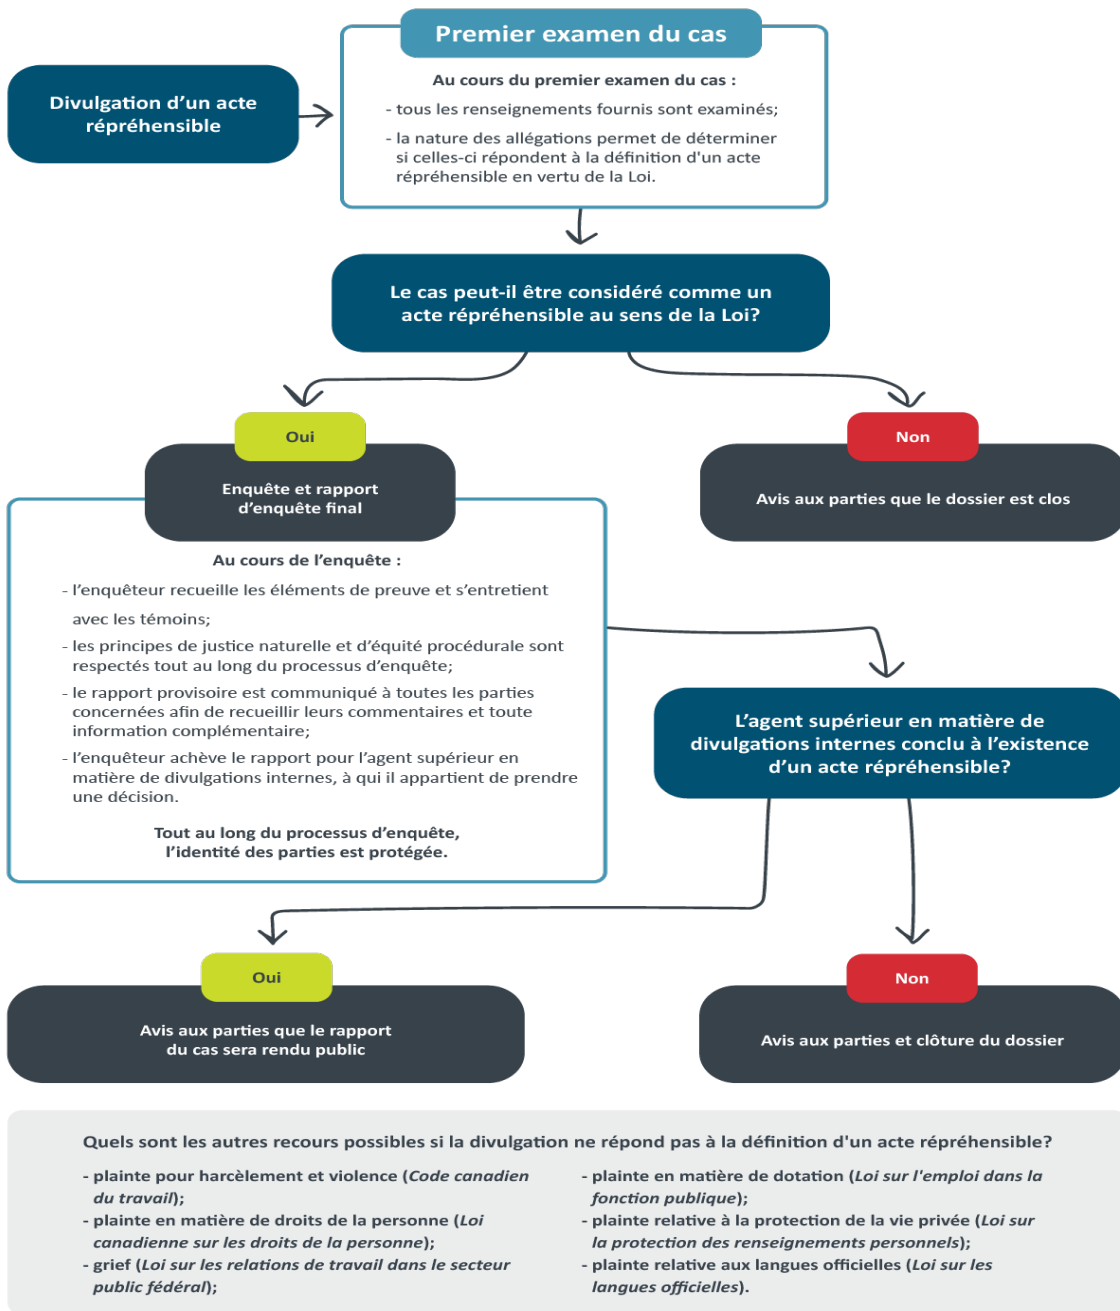 Premier examen du cas
Divulgation d’un acte
répréhensible
Au cours du premier examen du cas :
- tous les renseignements fournis sont examinés;
- la nature des allégations permet de déterminer
si celles-ci répondent à la définition d'un acte
répréhensible en vertu de la Loi.
Le cas peut-il être considéré comme un
acte répréhensible au sens de la Loi?
Oui
Enquête et rapport
d’enquête final
Non
Avis aux parties que le dossier est clos
Au cours de l’enquête :
- l’enquêteur recueille les éléments de preuve et s’entretient
avec les témoins;
- les principes de justice naturelle et d’équité procédurale sont
respectés tout au long du processus d’enquête;
- le rapport provisoire est communiqué à toutes les parties
concernées afin de recueillir leurs commentaires et toute
information complémentaire;
- l’enquêteur achève le rapport pour l’agent supérieur en
matière de divulgations internes, à qui il appartient de prendre
une décision.
Tout au long du processus d’enquête,
l’identité des parties est protégée.
L’agent supérieur en matière de
divulgations internes conclu à l’existence
d’un acte répréhensible?
Oui
Avis aux parties que le rapport
du cas sera rendu public
Non
Avis aux parties et clôture du dossier
Quels sont les autres recours possibles si la divulgation ne répond pas à la définition d'un acte répréhensible?
- plainte pour harcèlement et violence (Code canadien
du travail);
- plainte en matière de droits de la personne (Loi
canadienne sur les droits de la personne);
- grief (Loi sur les relations de travail dans le secteur
public fédéral);
- plainte en matière de dotation (Loi sur l'emploi dans la
fonction publique);
- plainte relative à la protection de la vie privée (Loi sur
la protection des renseignements personnels);
- plainte relative aux langues officielles (Loi sur les
langues officielles).